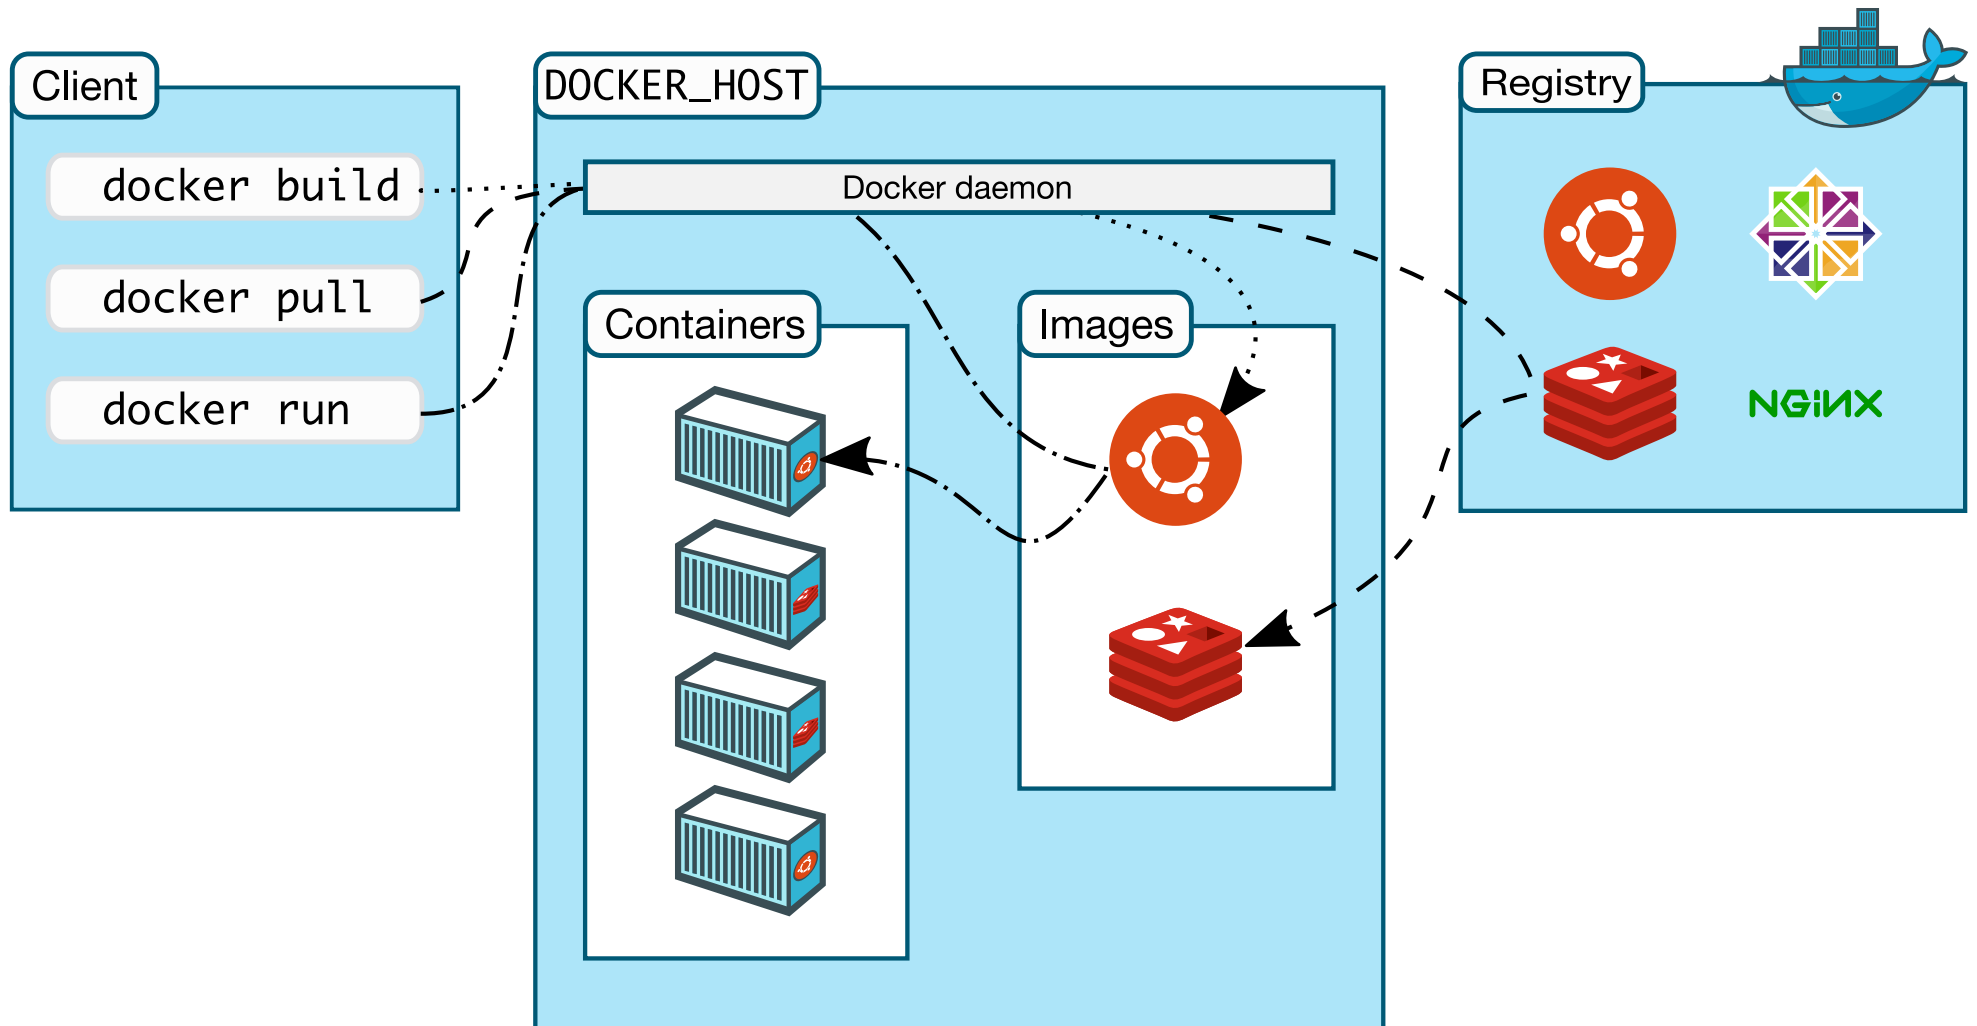 Client
docker build
docker pull
docker run
DOCKER_HOST
Docker daemon
Containers
Images
Registry
NGiNX